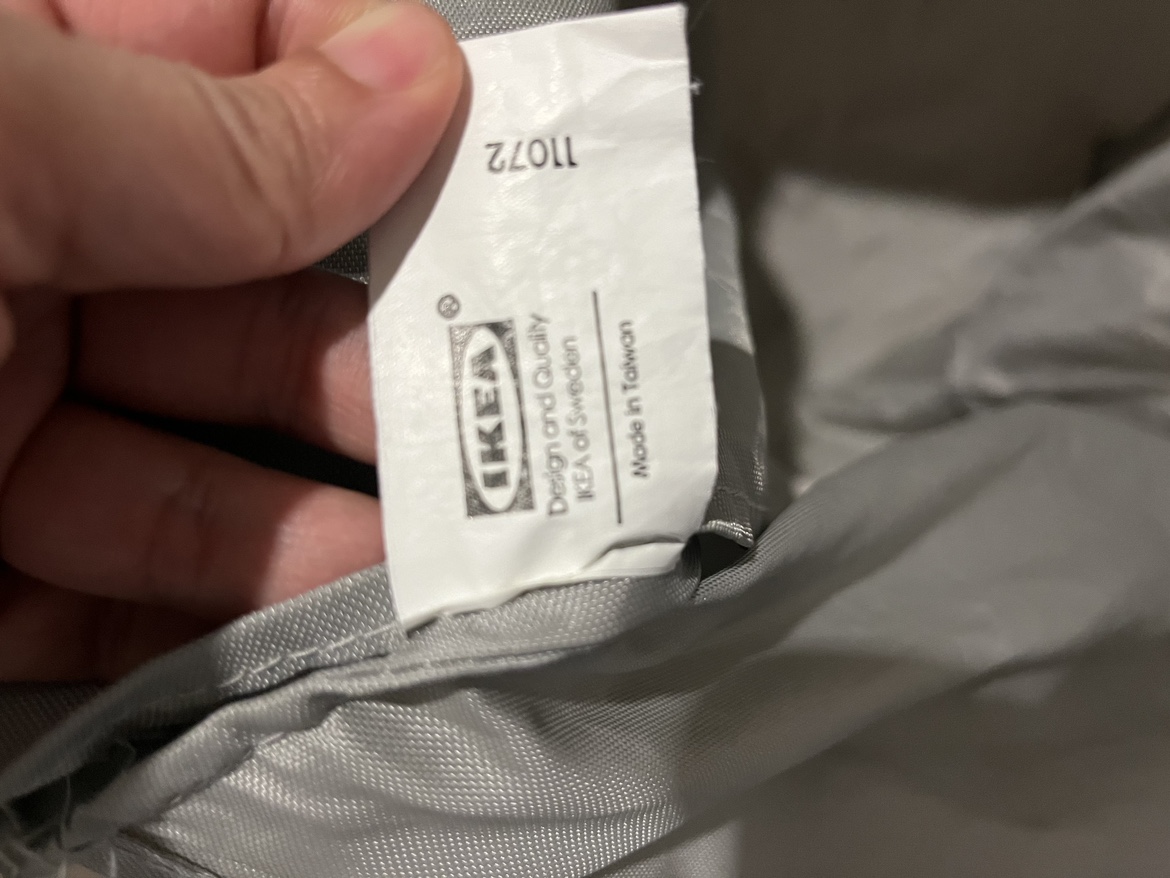 11072
IKEA®
Design and Quality
IKEA of Sweden
Made in Taiwan